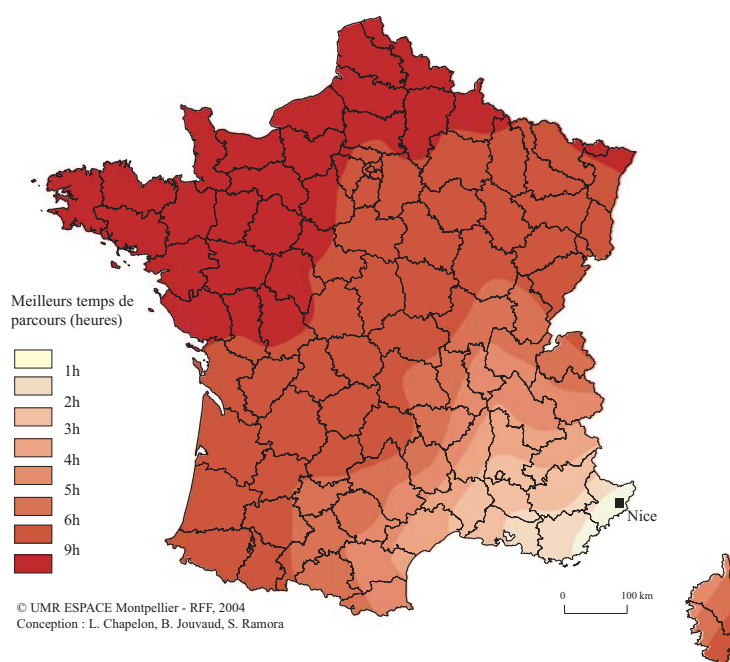 Meilleurs temps de
parcours (heures)
1h
2h
3h
4h
5h
6h
9h
Nice
0 100 km
© UMR ESPACE Montpellier - RFF, 2004
Conception : L. Chapelon, B. Jouvaud, S. Ramora